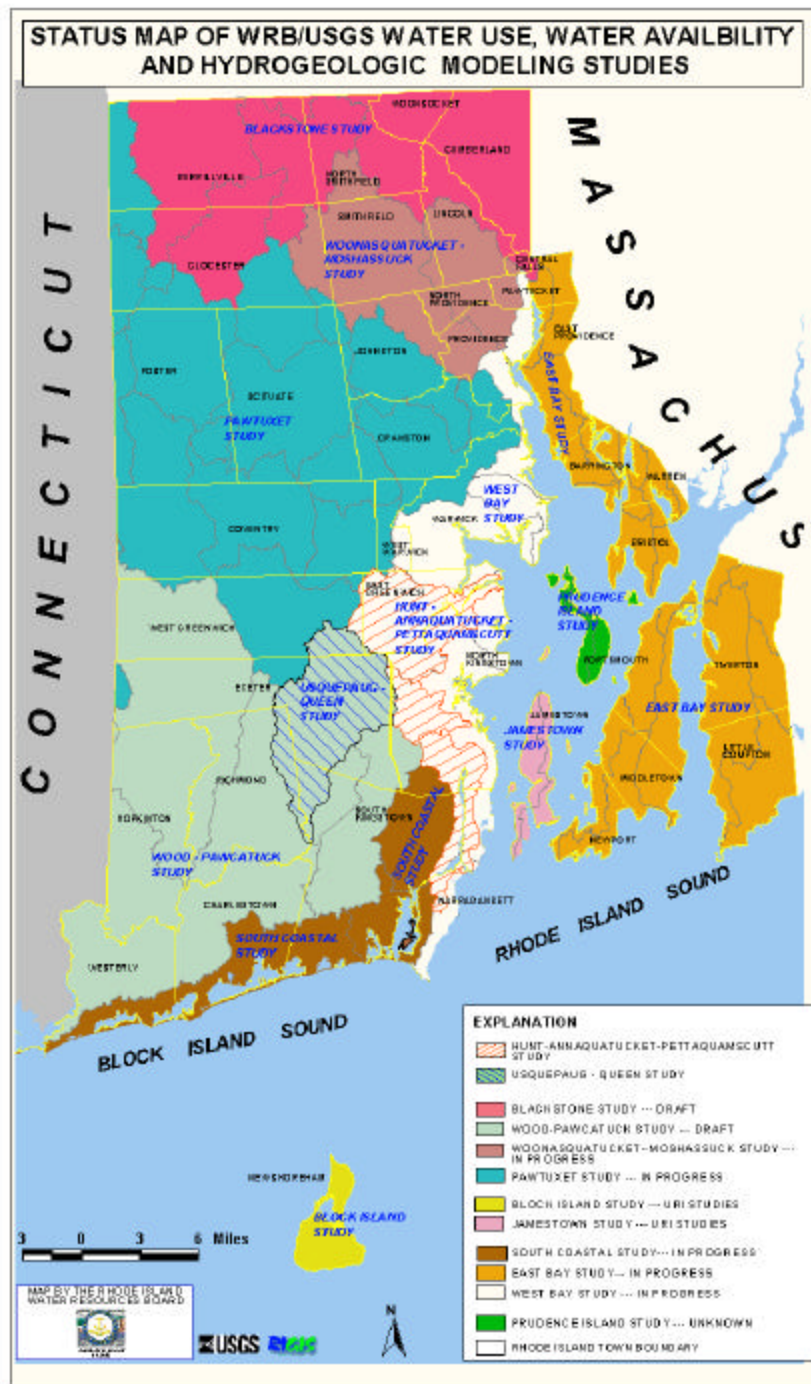 STATUS MAP OF WRB/USGS WATER USE, WATER AVAILBILITY
AND HYDROGEOLOGIC MODELING STUDIES
CONNECTICUT
MASSACHUS
WOONSOCKET
BLACKSTONE STUDY
CUMBERLAND
BURRILLVILLE
NORTH
SMITHFIELD
SMITHFIELD
LINCOLN
WOONASQUATUCKET -
MOSHASSUCK
STUDY
GLOCESTER
CENTRAL
FALLS
PAWTUCKET
NORTH
PROVIDENCE
EAST
PROVIDENCE
PROVIDENCE
JOHNSTON
FOSTER
SCITUATE
EAST BAY STUDY
PAWTUXET
STUDY
CRANSTON
BARRINGTON
WARREN
WEST
BAY
STUDY
WARWICK
COVENTRY
WEST
WARWICK
BRISTOL
EAST
GREENWICH
PRUDENCE
ISLAND
STUDY
HUNT -
ANNAQUATUCKET -
PETTAQUAMSCUTT
STUDY
WEST GREENWICH
NORTH
KINGSTOWN
PORTSMOUTH
TIVERTON
EXETER
USQUEPAUG -
QUEEN
STUDY
JAMESTOWN
JAMESTOWN
STUDY
EAST BAY STUDY
LITTLE
COMPTON
RICHMOND
MIDDLETOWN
HOPKINTON
SOUTH
KINGSTOWN
NEWPORT
WOOD - PAWCATUCK STUDY
SOUTH COASTAL
STUDY
CHARLESTOWN
NARRAGANSETT
SOUTH COASTAL
STUDY
WESTERLY
RHODE ISLAND SOUND
BLOCK ISLAND SOUND
NEW SHOREHAM
BLOCK ISLAND
STUDY
3 0 3 6 Miles
MAP BY THE RHODE ISLAND
WATER RESOURCES BOARD
USGS
RIGIS
N
EXPLANATION
HUNT-ANNAQUATUCKET-PETTAQUAMSCUTT
STUDY
USQUEPAUG - QUEEN STUDY
BLACKSTONE STUDY --- DRAFT
WOOD-PAWCATUCK STUDY --- DRAFT
WOONASQUATUCKET-MOSHASSUCK STUDY ---
IN PROGRESS
PAWTUXET STUDY --- IN PROGRESS
BLOCK ISLAND STUDY --- URI STUDIES
JAMESTOWN STUDY --- URI STUDIES
SOUTH COASTAL STUDY--- IN PROGRESS
EAST BAY STUDY--- IN PROGRESS
WEST BAY STUDY --- IN PROGRESS
PRUDENCE ISLAND STUDY --- UNKNOWN
RHODE ISLAND TOWN BOUNDARY